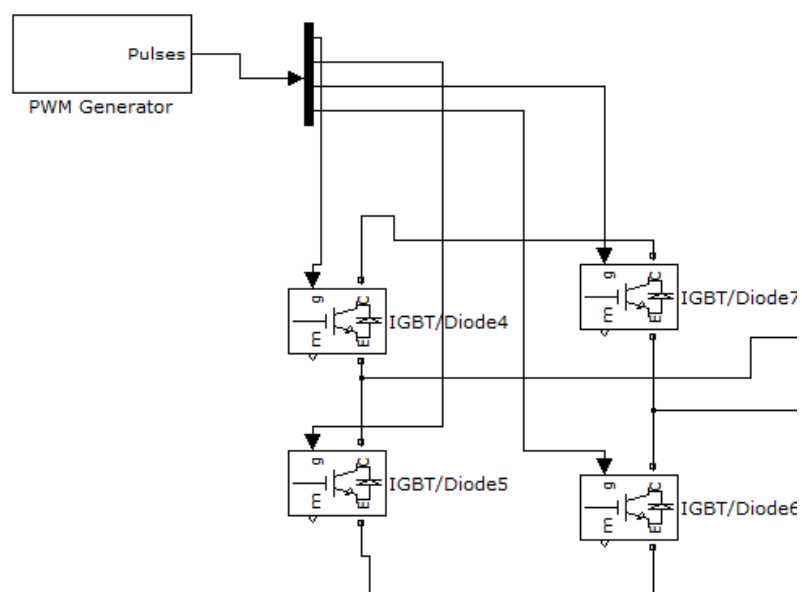 Pulses
PWM Generator
g
C
m
E
IGBT/Diode4
g
C
m
E
IGBT/Diode7
g
C
m
E
IGBT/Diode5
g
C
m
E
IGBT/Diode6